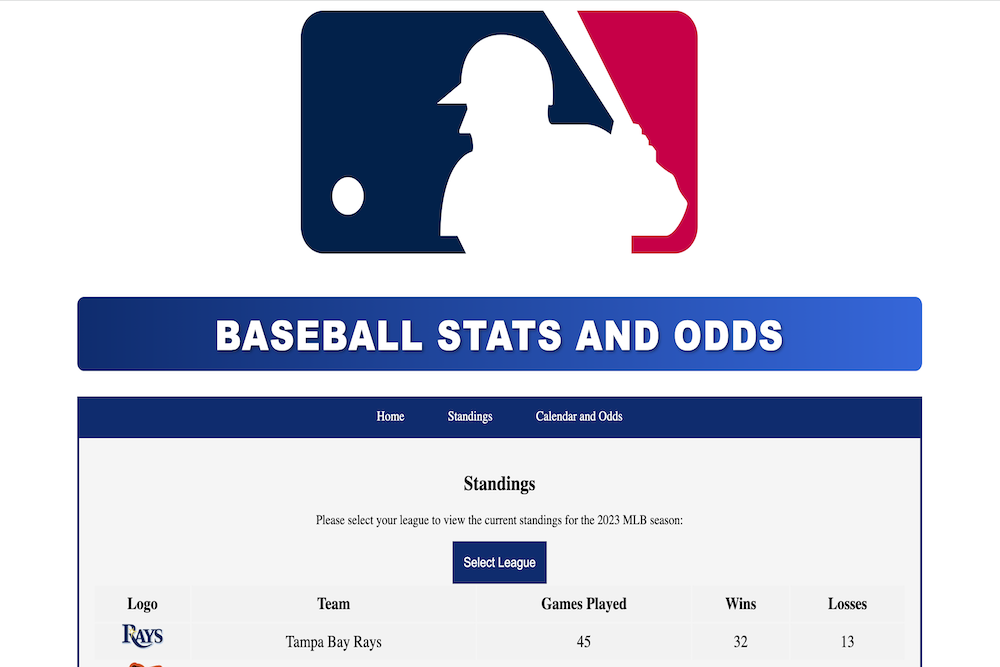 BASEBALL STATS AND ODDS
Home Standings Calendar and Odds
Standings
Please select your league to view the current standings for the 2023 MLB season:
Select League
Logo Team Games Played Wins Losses
RAYS Tampa Bay Rays 45 32 13